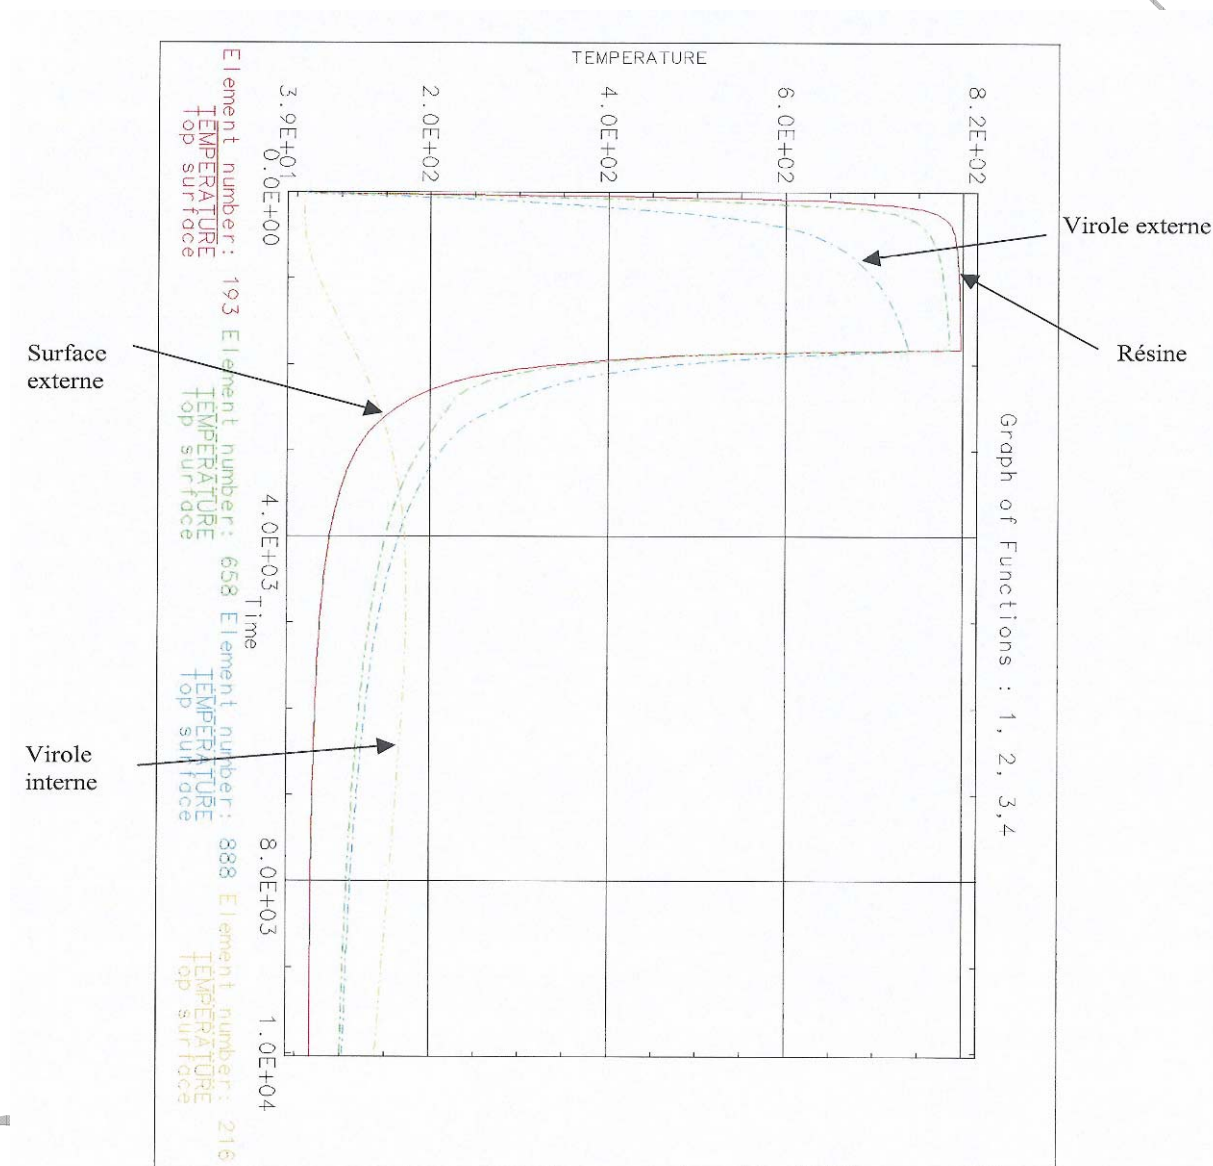 Graph of Functions : 1, 2, 3,4
TEMPERATURE
8.2E+02
6.0E+02
4.0E+02
2.0E+02
3.9E+01
0.0E+00
4.0E+03
8.0E+03
1.0E+04
Time
Element number: 193 Element number: 658 Element number: 888 Element number: 216
TEMPERATURE TEMPERATURE TEMPERATURE TEMPERATURE
Top surface Top surface Top surface Top surface
Virole externe
Résine
Surface
externe
Virole
interne